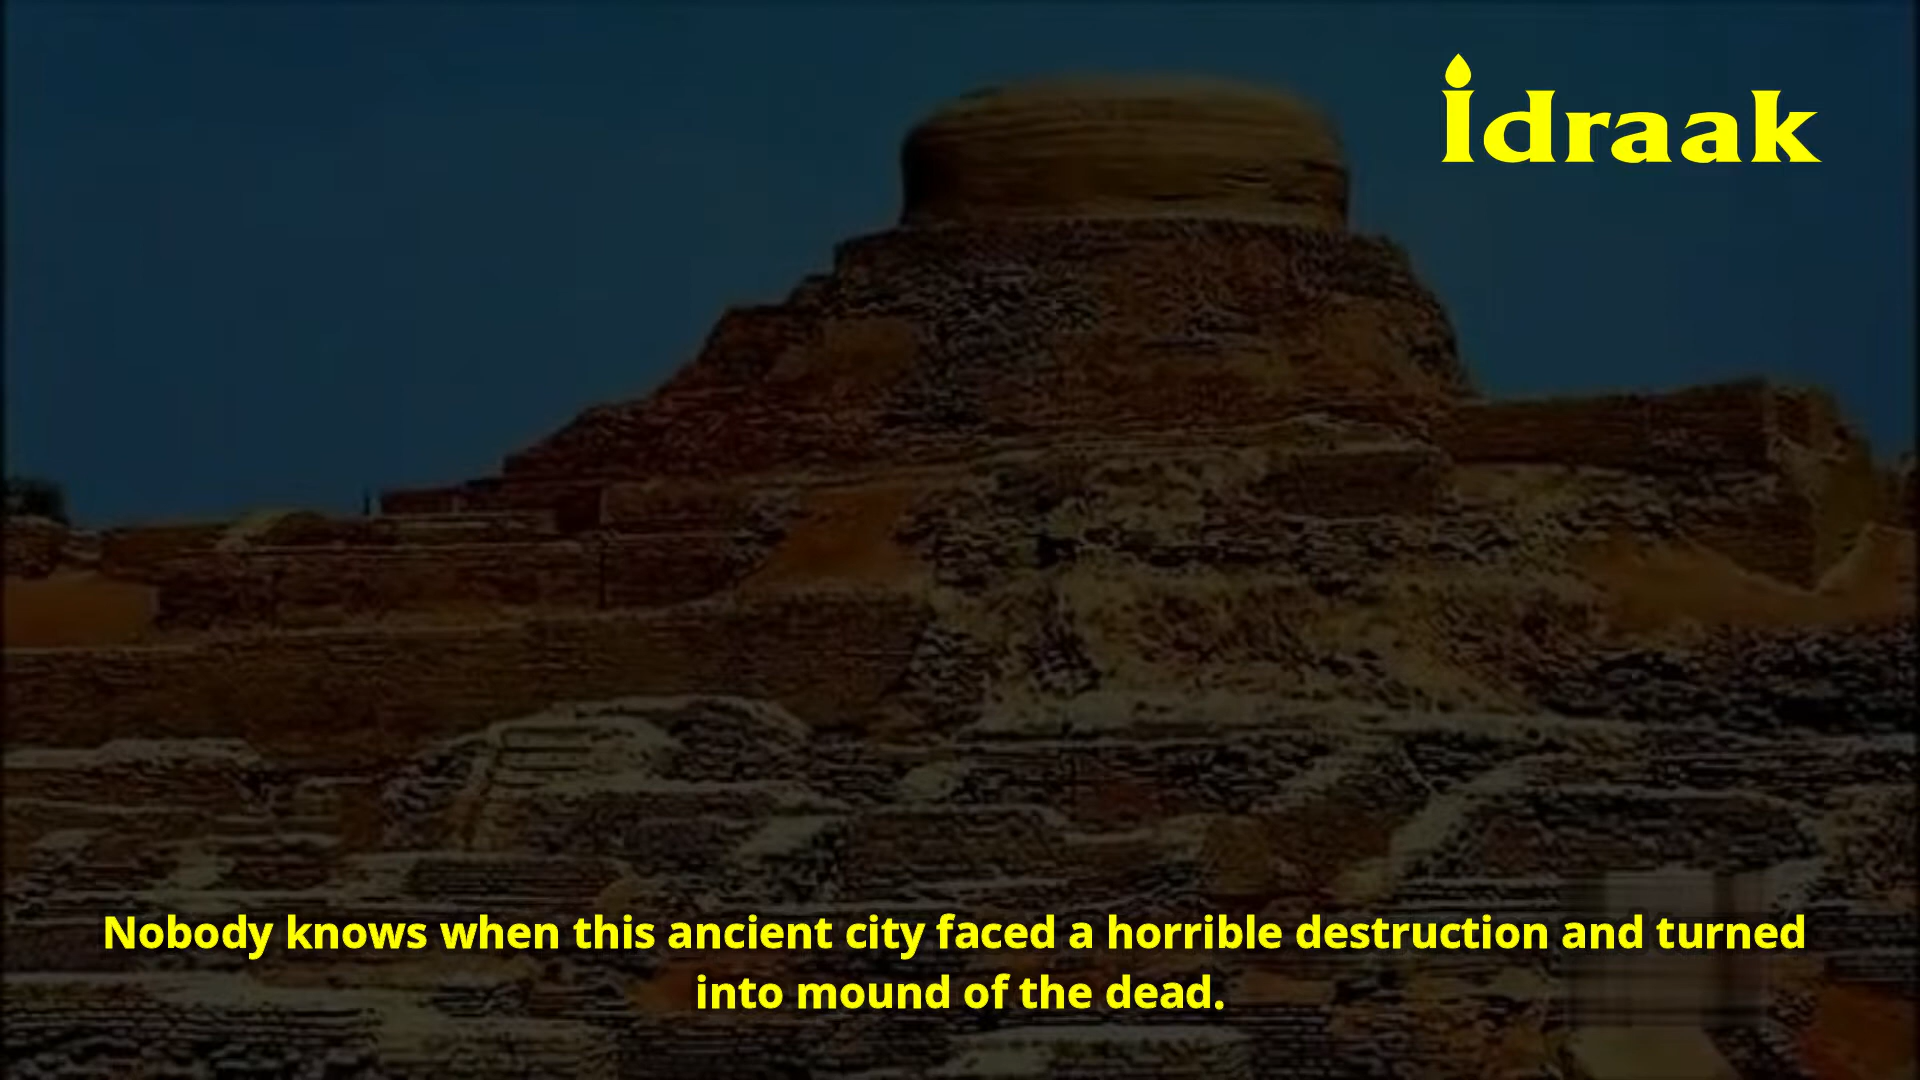 idraak
Nobody knows when this ancient city faced a horrible destruction and turned
into mound of the dead.